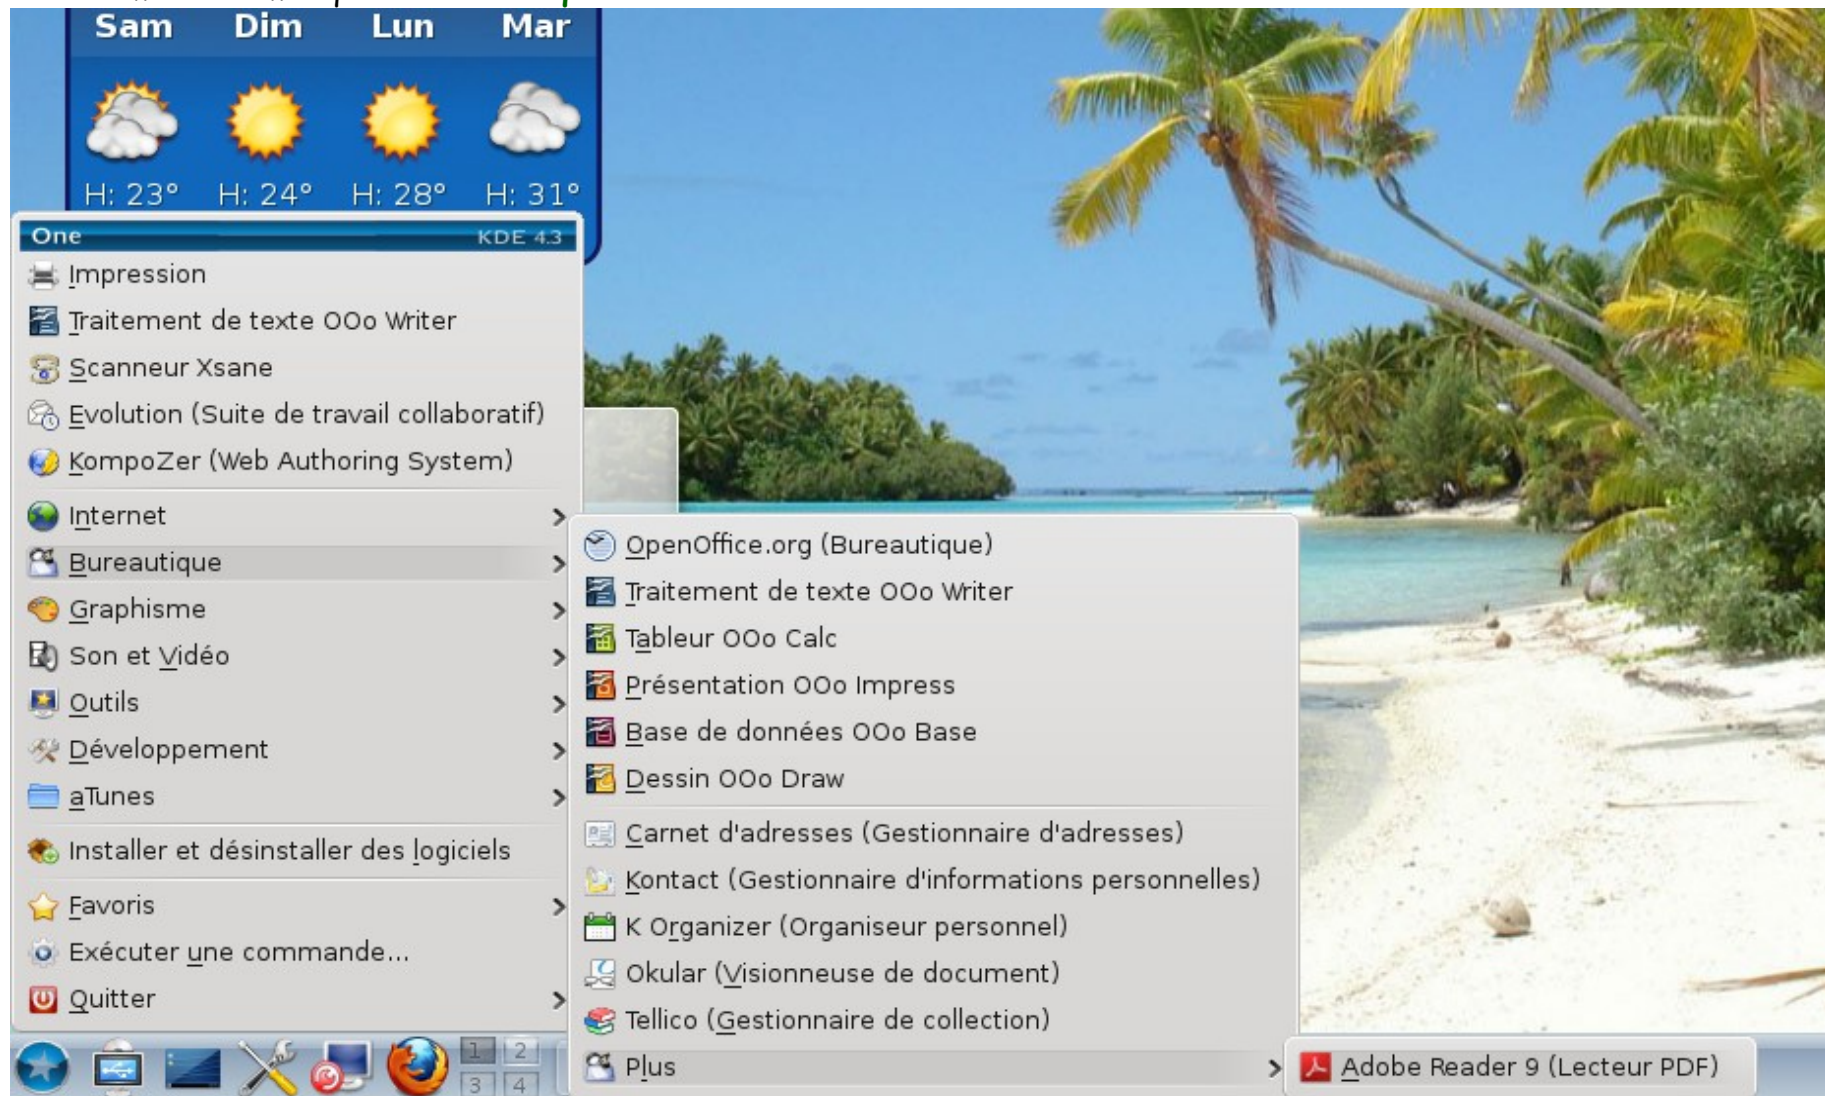 Sam Dim Lun Mar
H: 23° H: 24° H: 28° H: 31°
One KDE 4.3
Impression
Traitement de texte OOo Writer
Scanneur Xsane
Evolution (Suite de travail collaboratif)
KompoZer (Web Authoring System)
Internet
Bureautique
Graphisme
Son et Vidéo
Outils
Développement
aTunes
Installer et désinstaller des logiciels
Favoris
Exécuter une commande...
Quitter
OpenOffice.org (Bureautique)
Traitement de texte OOo Writer
Tableur OOo Calc
Présentation OOo Impress
Base de données OOo Base
Dessin OOo Draw
Carnet d'adresses (Gestionnaire d'adresses)
Kontact (Gestionnaire d'informations personnelles)
K Organizer (Organiseur personnel)
Okular (Visionneuse de document)
Tellico (Gestionnaire de collection)
Plus
Adobe Reader 9 (Lecteur PDF)
1 2
3 4